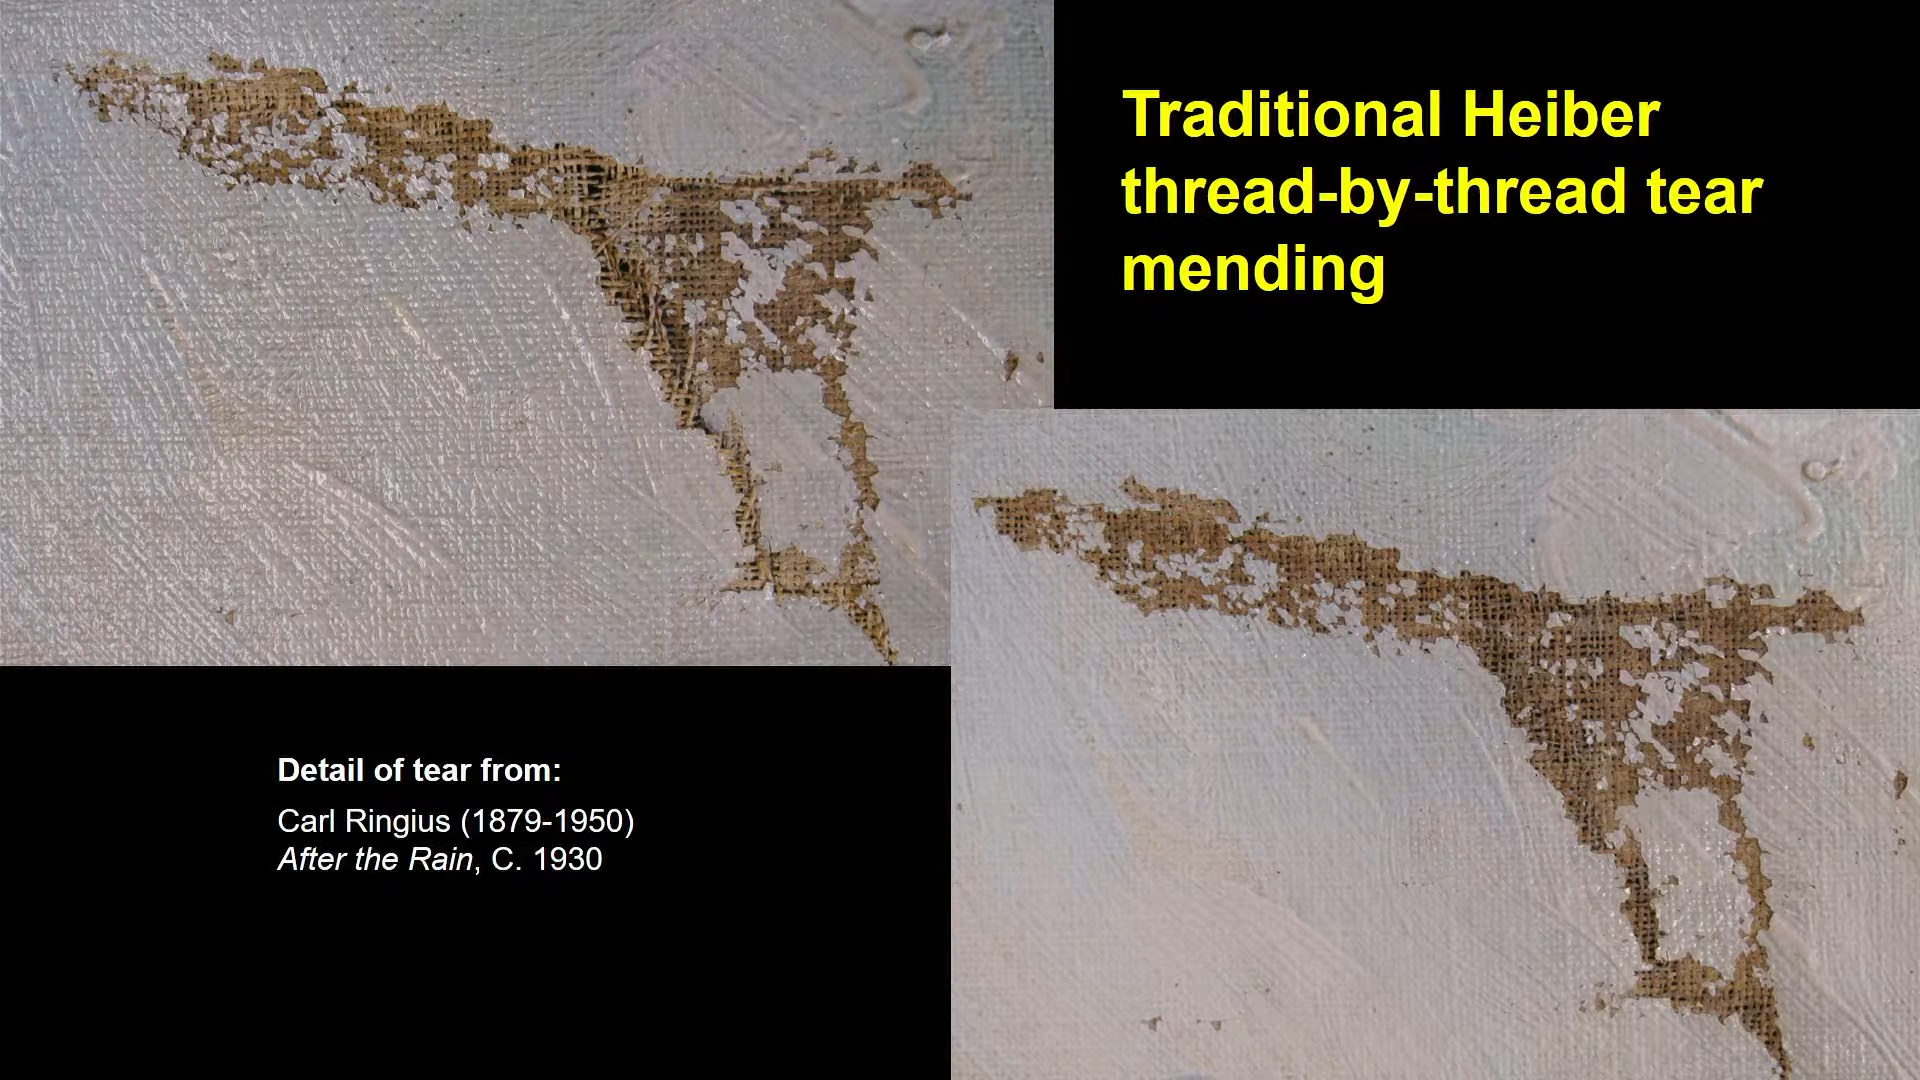 Traditional Heiber
thread-by-thread tear
mending
Detail of tear from:
Carl Ringius (1879-1950)
After the Rain, C. 1930